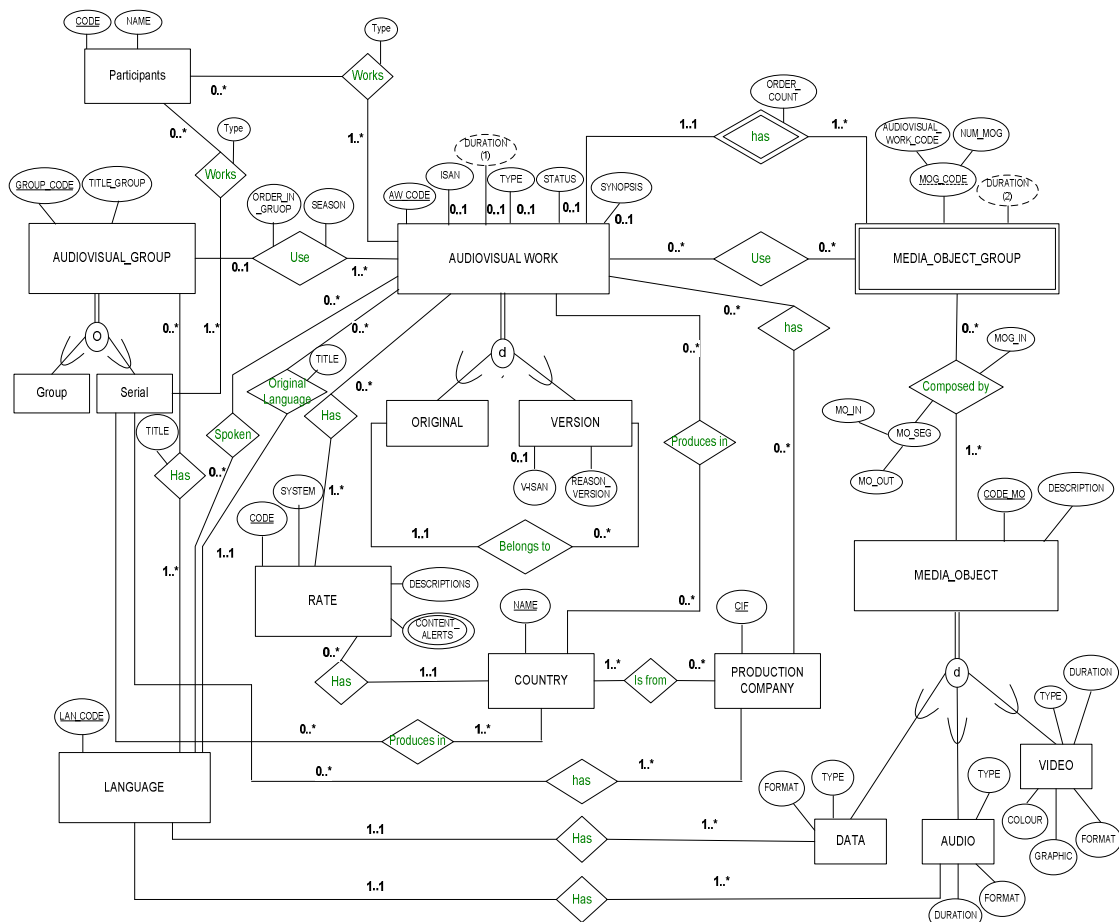 CODE
NAME
Type
Participants
Works
0..*
1..*
0..*
Type
Works
ORDER_
COUNT
1..1
has
1..*
AUDIOVISUAL_
WORK_CODE
NUM_MOG
MOG_CODE
DURATION
(2)
GROUP_CODE
TITLE_GROUP
ORDER_IN
_GRUOP
SEASON
AW_CODE
ISAN
DURATION
(1)
TYPE
STATUS
SYNOPSIS
0..1
0..1
0..1
0..1
0..1
AUDIOVISUAL_GROUP
0..1
Use
1..*
AUDIOVISUAL WORK
0..*
Use
0..*
MEDIA_OBJECT_GROUP
0..*
1..*
0..*
0..*
0..*
has
0..*
0..*
o
d
MOG_IN
Group
Serial
TITLE
Original
Language
TITLE
Has
0..*
ORIGINAL
VERSION
Composed by
MO_IN
MO_SEG
MO_OUT
Spoken
Produces in
0..*
1..*
Has
0..*
0..1
V-ISAN
REASON_
VERSION
SYSTEM
1..*
CODE
CODE_MO
DESCRIPTION
1..1
1..1
Belongs to
0..*
MEDIA_OBJECT
1..*
RATE
DESCRIPTIONS
CONTENT_
ALERTS
NAME
0..*
CIF
0..*
0..*
Has
1..1
COUNTRY
1..*
Is from
0..*
PRODUCTION
COMPANY
d
DURATION
TYPE
LAN_CODE
0..*
Produces in
1..*
VIDEO
LANGUAGE
0..*
has
1..*
FORMAT
TYPE
TYPE
COLOUR
GRAPHIC
FORMAT
1..1
Has
1..*
DATA
AUDIO
1..1
Has
1..*
FORMAT
DURATION